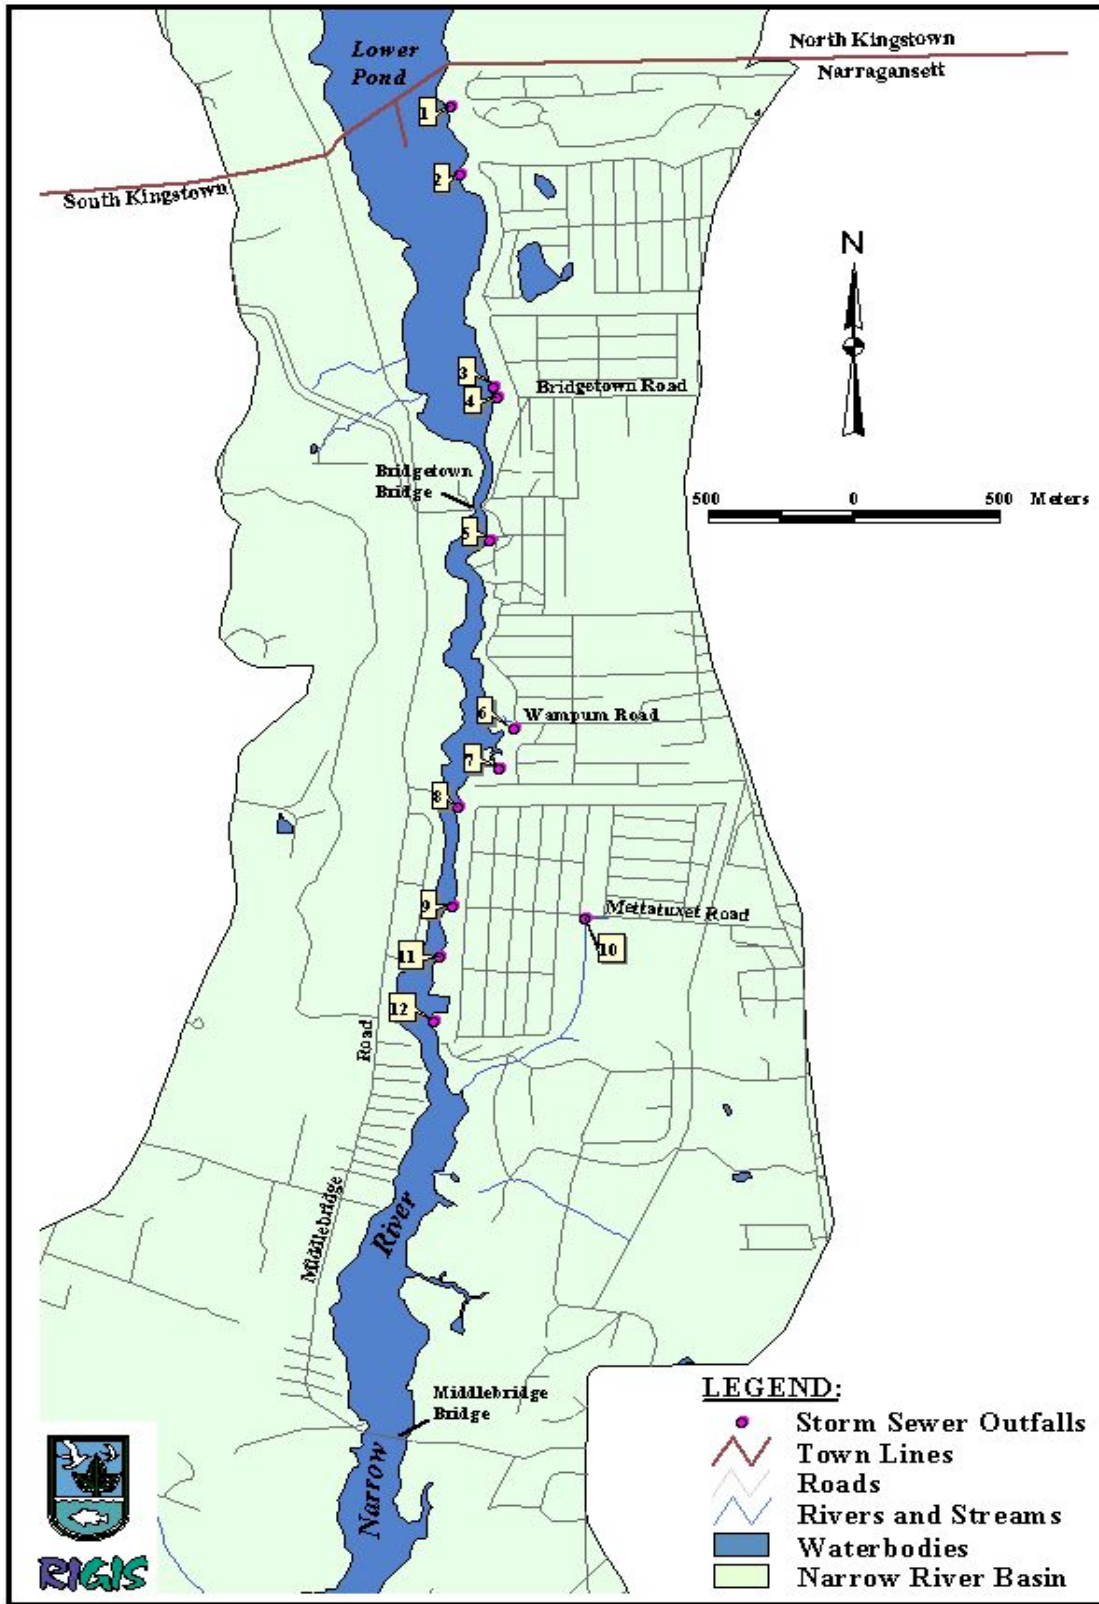 Lower
Pond
North Kingstown
Narragansett
1
2
South Kingstown
N
3
4
Bridgetown Road
Bridgetown
Bridge
500 0 500 Meters
5
6
Wampum Road
7
8
9
Mettatuxet Road
10
11
12
Middlebridge Road
Narrow River
Middlebridge
Bridge
LEGEND:
Storm Sewer Outfalls
Town Lines
Roads
Rivers and Streams
Waterbodies
Narrow River Basin
RIGIS